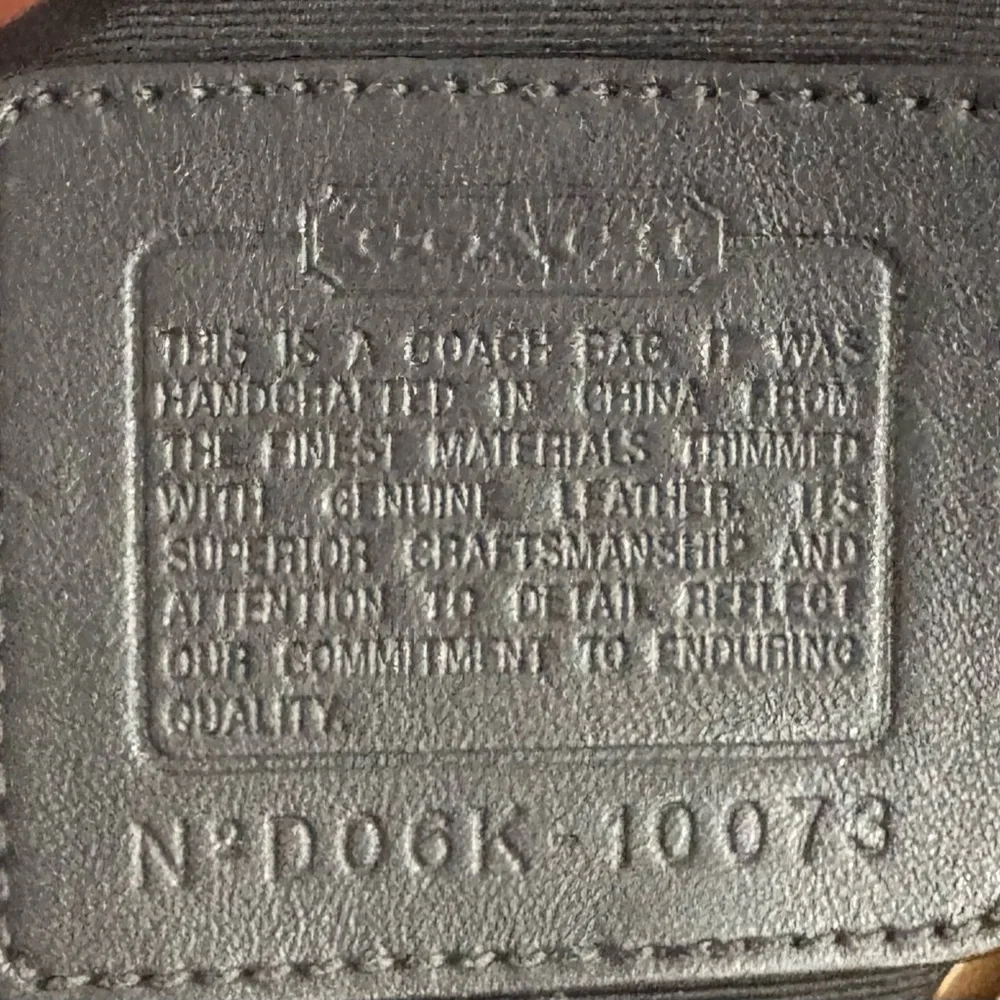 COACH
THIS IS A COACH BAG. IT WAS
HANDCRAFTED IN CHINA FROM
THE FINEST MATERIALS TRIMMED
WITH GENUINE LEATHER. ITS
SUPERIOR CRAFTSMANSHIP AND
ATTENTION TO DETAIL REFLECT
OUR COMMITMENT TO ENDURING
QUALITY.
Nº D06K-10073